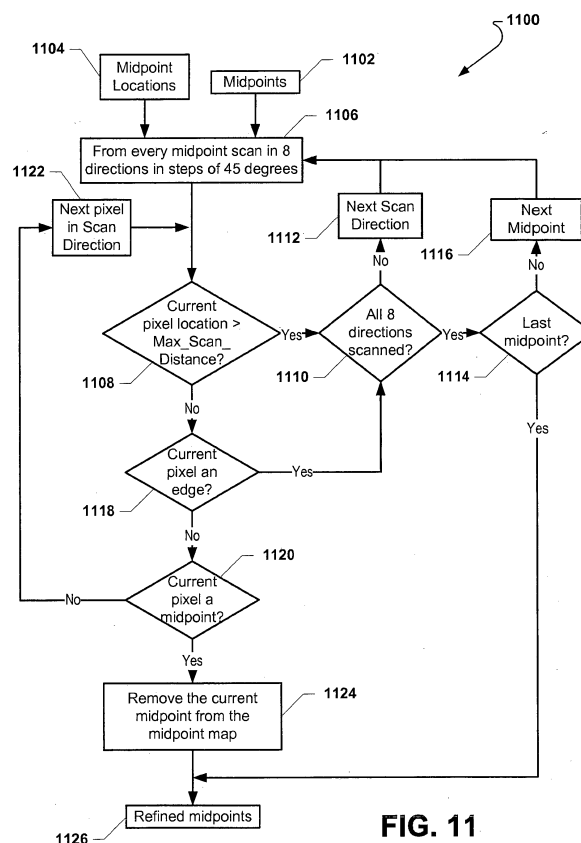 1100
1104
Midpoint
Locations
1102
Midpoints
1106
From every midpoint scan in 8
directions in steps of 45 degrees
1122
Next pixel
in Scan
Direction
Next Scan
Direction
1112
Next
Midpoint
1116
No
No
Current
pixel location >
Max_Scan_
Distance?
1108
Yes
All 8
directions
scanned?
1110
Yes
Last
midpoint?
1114
No
Yes
Current
pixel an
edge?
1118
Yes
No
1120
Current
pixel a
midpoint?
No
Yes
Remove the current
midpoint from the
midpoint map
1124
Refined midpoints
1126
FIG. 11